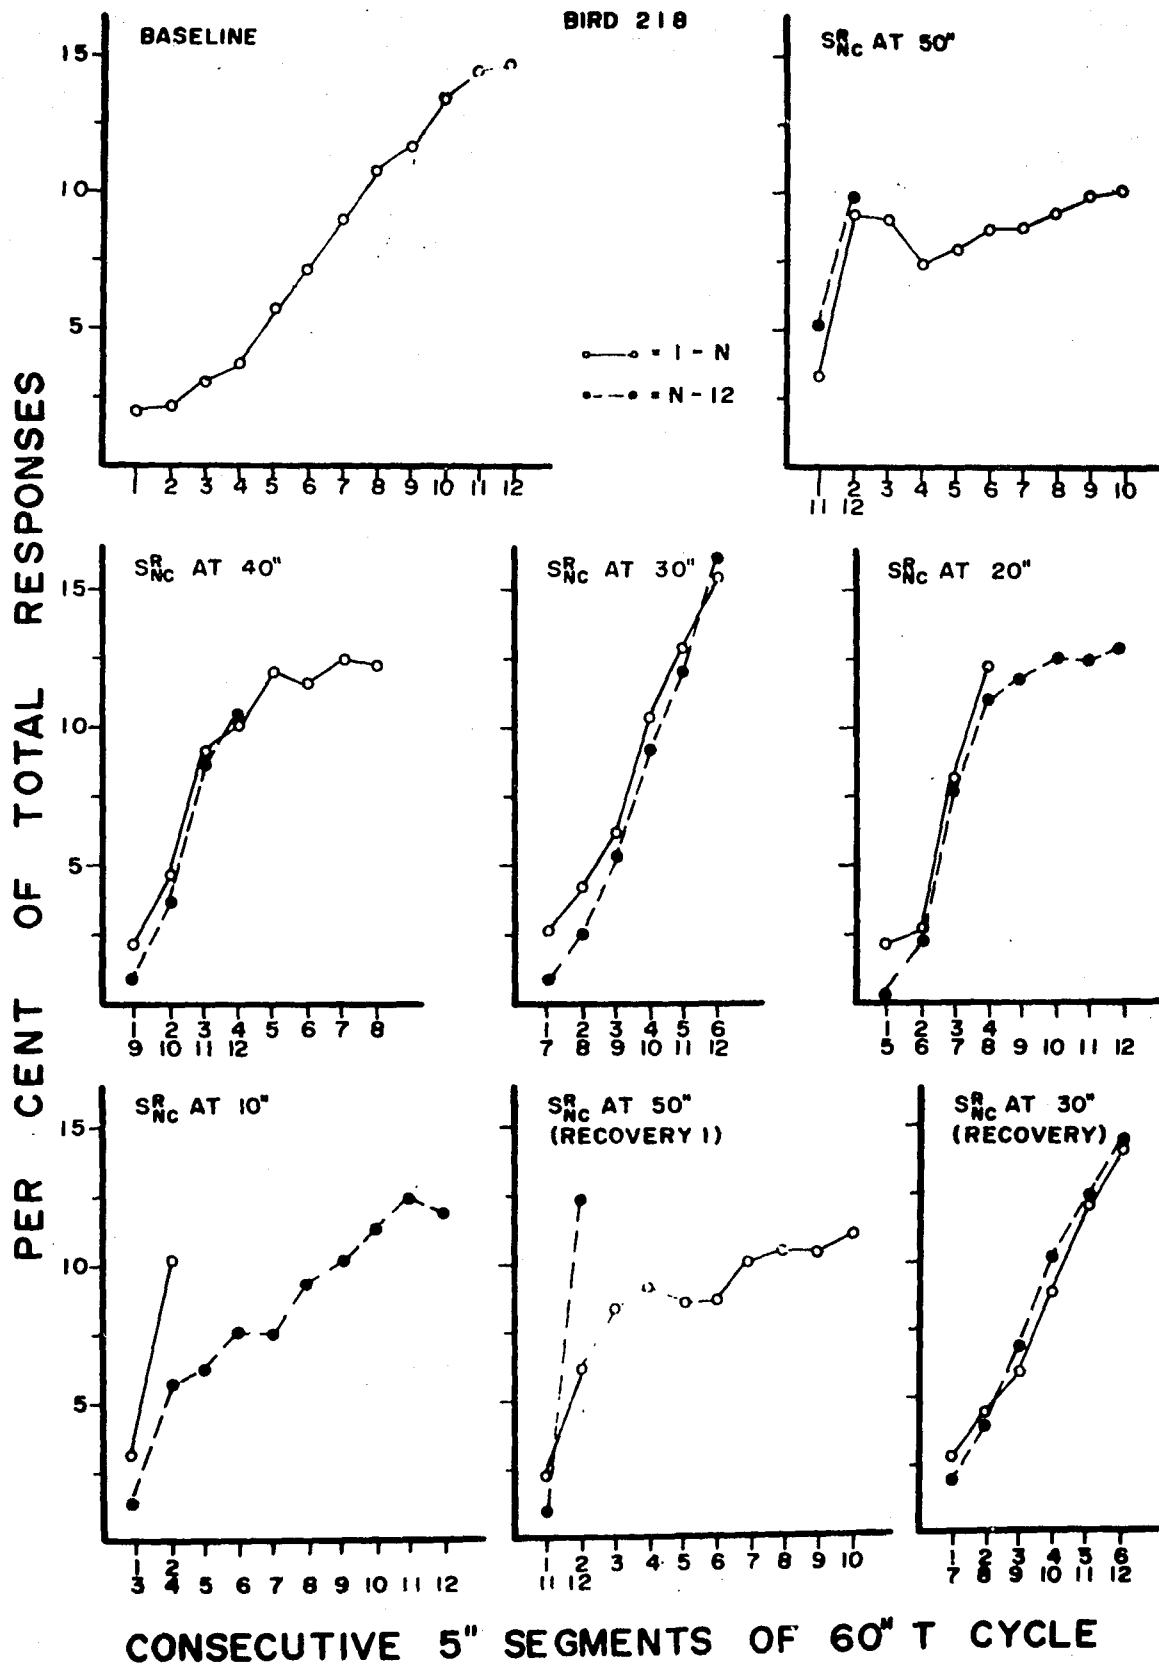 BIRD 218
BASELINE
15
10
5
1 2 3 4 5 6 7 8 9 10 11 12
S^R_NC AT 50"
1 2 3 4 5 6 7 8 9 10
11 12
= 1 - N
= N - 12
S^R_NC AT 40"
15
10
5
1 2 3 4 5 6 7 8
9 10 11 12
S^R_NC AT 30"
1 2 3 4 5 6
7 8 9 10 11 12
S^R_NC AT 20"
1 2 3 4
5 6 7 8 9 10 11 12
S^R_NC AT 10"
15
10
5
1 2
3 4 5 6 7 8 9 10 11 12
S^R_NC AT 50"
(RECOVERY 1)
1 2 3 4 5 6 7 8 9 10
11 12
S^R_NC AT 30"
(RECOVERY)
1 2 3 4 5 6
7 8 9 10 11 12
PER CENT OF TOTAL RESPONSES
CONSECUTIVE 5" SEGMENTS OF 60" T CYCLE